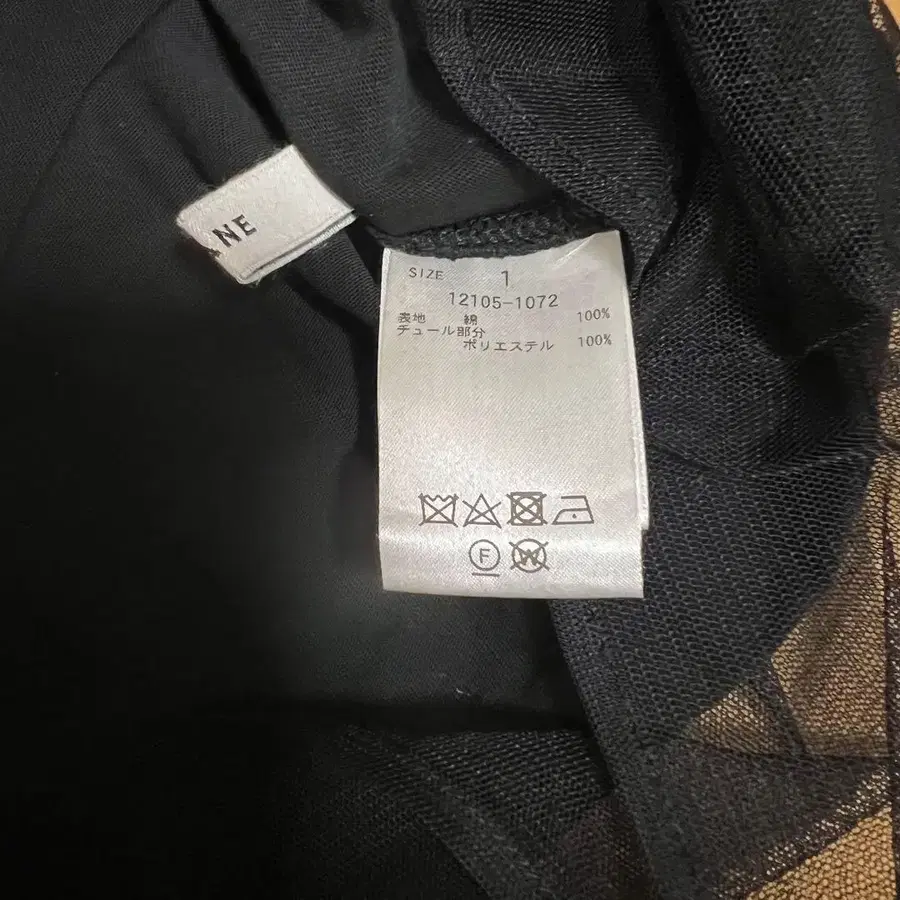 NE
SIZE 1
12105-1072
表地 綿 100%
チュール部分
ポリエステル 100%
F
W